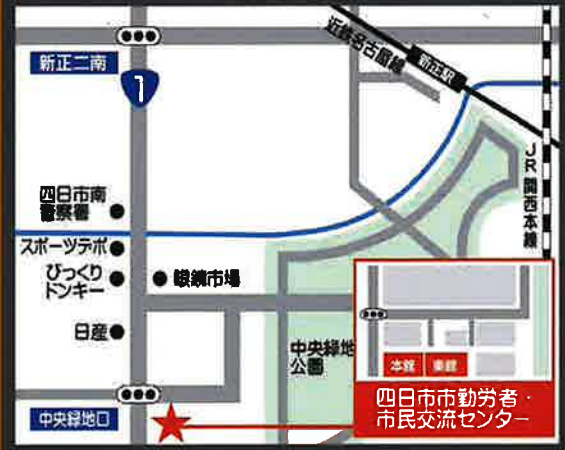 近鉄名古屋線
新正駅
新正二南
1
JR関西本線
四日市南
警察署
スポーツデポ
びっくり
ドンキー
眼鏡市場
日産
中央緑地
公園
本館
東館
四日市市勤労者・
市民交流センター
中央緑地口